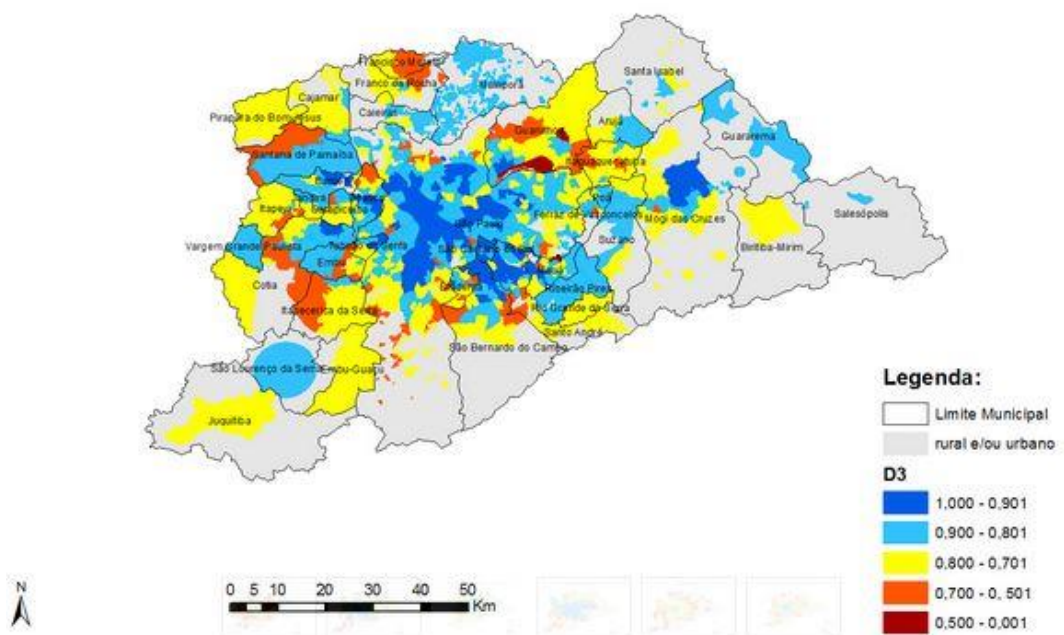 Francisco Morato
Franco da Rocha
Mairiporã
Santa Isabel
Cajamar
Caieiras
Pirapora do Bom Jesus
Guarulhos
Arujá
Guararema
Santana de Parnaíba
Itaquaquecetuba
Itapevi
Poá
Ferraz de Vasconcelos
Mogi das Cruzes
Salesópolis
São Paulo
Suzano
Biritiba-Mirim
Vargem Grande Paulista
Taboão da Serra
Embu
Cotia
Ribeirão Pires
Itapecerica da Serra
Rio Grande da Serra
Santo André
São Bernardo do Campo
São Lourenço da Serra
Embu-Guaçu
Juquitiba
Legenda:
Limite Municipal
rural e/ou urbano
D3
1,000 - 0,901
0,900 - 0,801
0,800 - 0,701
0,700 - 0, 501
0,500 - 0,001
N
0 5 10 20 30 40 50
Km